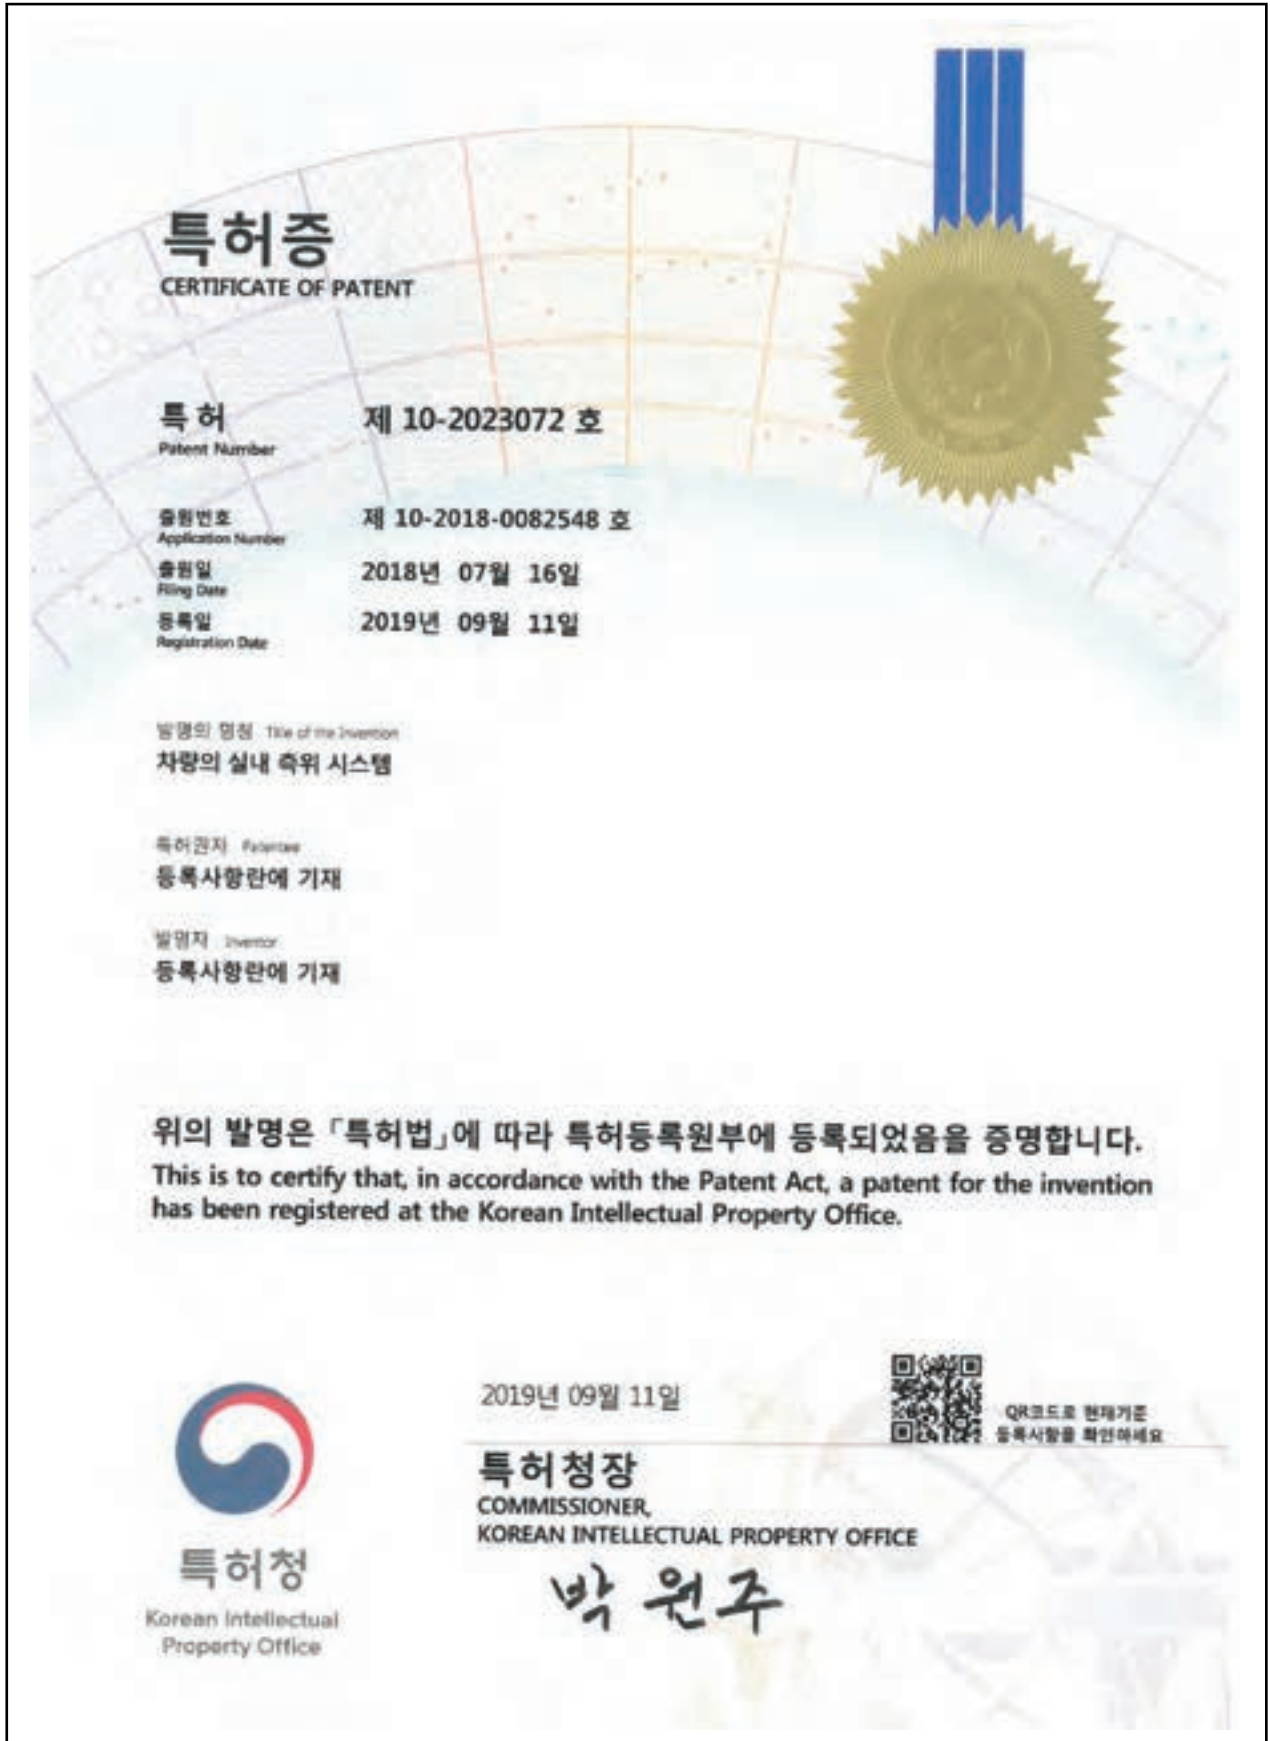 특허증
CERTIFICATE OF PATENT
특 허 제 10-2023072 호
Patent Number
출원번호 제 10-2018-0082548 호
Application Number
출원일 2018년 07월 16일
Filing Date
등록일 2019년 09월 11일
Registration Date
발명의 명칭 Title of the Invention
차량의 실내 측위 시스템
특허권자 Patentee
등록사항란에 기재
발명자 Inventor
등록사항란에 기재
위의 발명은 「특허법」에 따라 특허등록원부에 등록되었음을 증명합니다.
This is to certify that, in accordance with the Patent Act, a patent for the invention
has been registered at the Korean Intellectual Property Office.
2019년 09월 11일
QR코드로 현재기준
등록사항을 확인하세요
특허청장
COMMISSIONER,
KOREAN INTELLECTUAL PROPERTY OFFICE
박원주
특허청
Korean Intellectual
Property Office